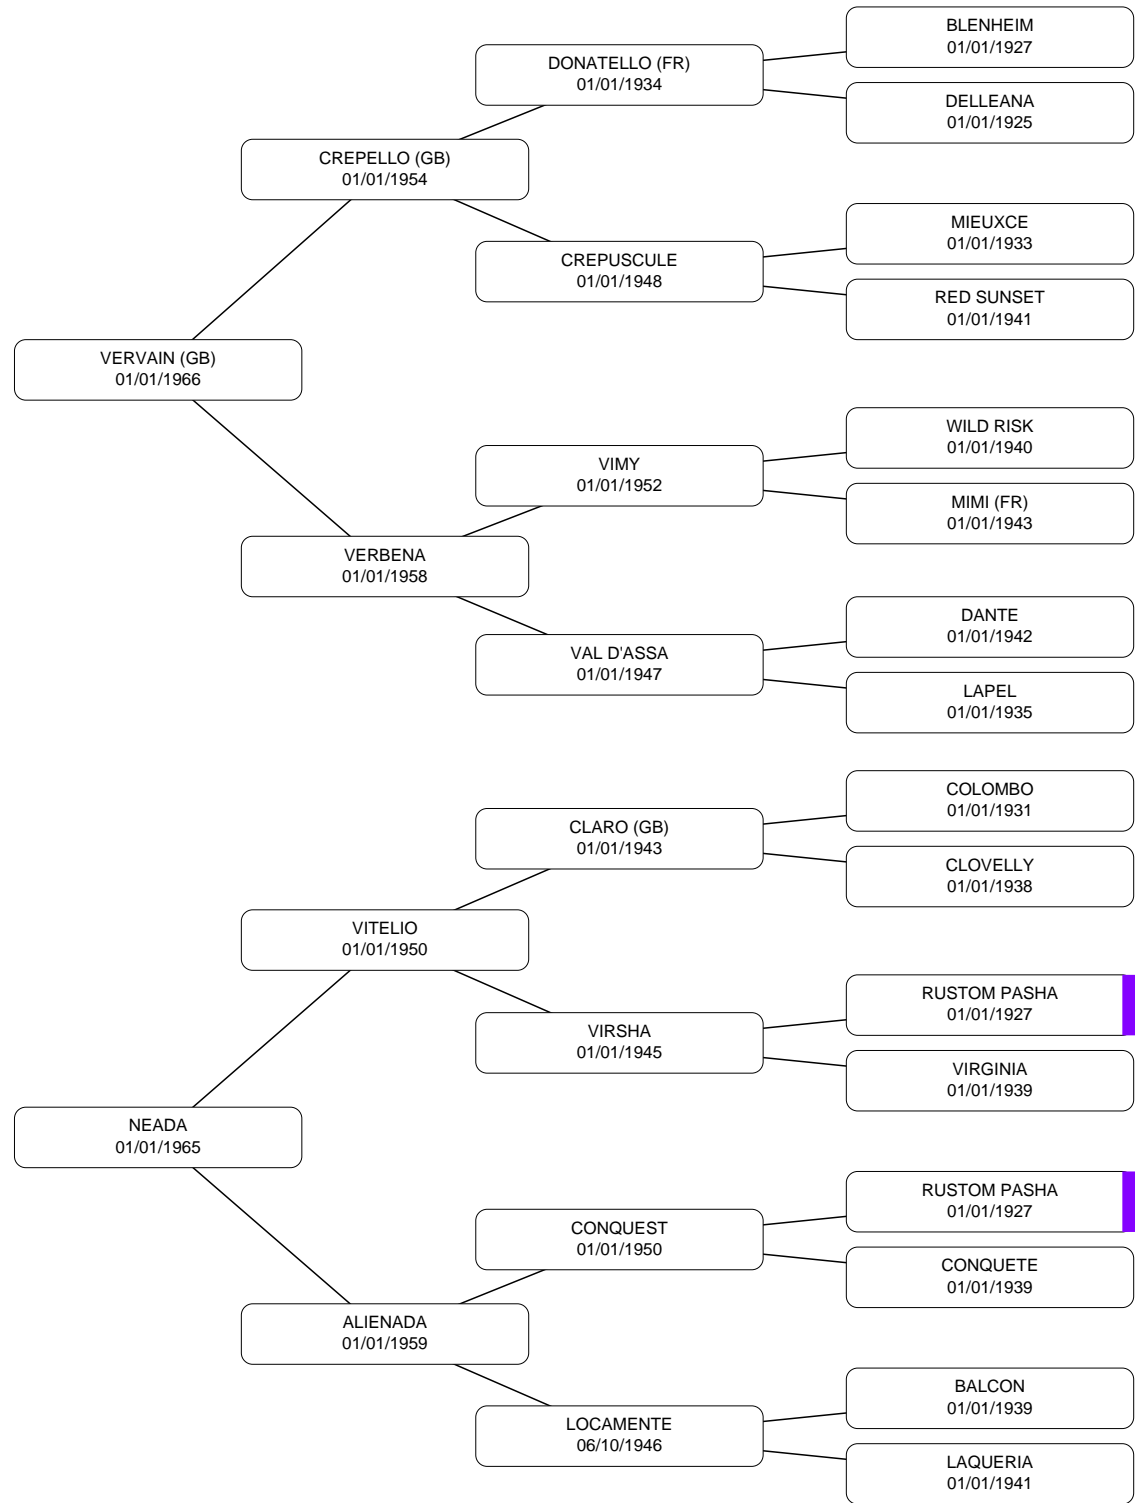 BLENHEIM
01/01/1927
DONATELLO (FR)
01/01/1934
DELLEANA
01/01/1925
CREPELLO (GB)
01/01/1954
MIEUXCE
01/01/1933
CREPUSCULE
01/01/1948
RED SUNSET
01/01/1941
VERVAIN (GB)
01/01/1966
WILD RISK
01/01/1940
VIMY
01/01/1952
MIMI (FR)
01/01/1943
VERBENA
01/01/1958
DANTE
01/01/1942
VAL D'ASSA
01/01/1947
LAPEL
01/01/1935
COLOMBO
01/01/1931
CLARO (GB)
01/01/1943
CLOVELLY
01/01/1938
VITELIO
01/01/1950
RUSTOM PASHA
01/01/1927
VIRSHA
01/01/1945
VIRGINIA
01/01/1939
NEADA
01/01/1965
RUSTOM PASHA
01/01/1927
CONQUEST
01/01/1950
CONQUETE
01/01/1939
ALIENADA
01/01/1959
BALCON
01/01/1939
LOCAMENTE
06/10/1946
LAQUERIA
01/01/1941